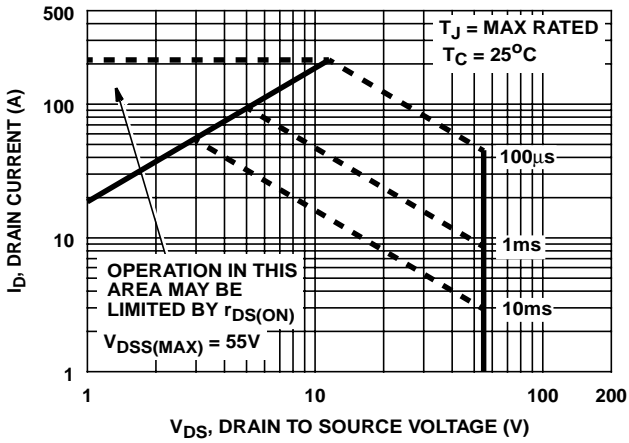 500
T_J = MAX RATED
T_C = 25°C
100
100µs
10
1ms
OPERATION IN THIS
AREA MAY BE
LIMITED BY r_DS(ON)
10ms
V_DSS(MAX) = 55V
1
1 10 100 200
I_D, DRAIN CURRENT (A)
V_DS, DRAIN TO SOURCE VOLTAGE (V)